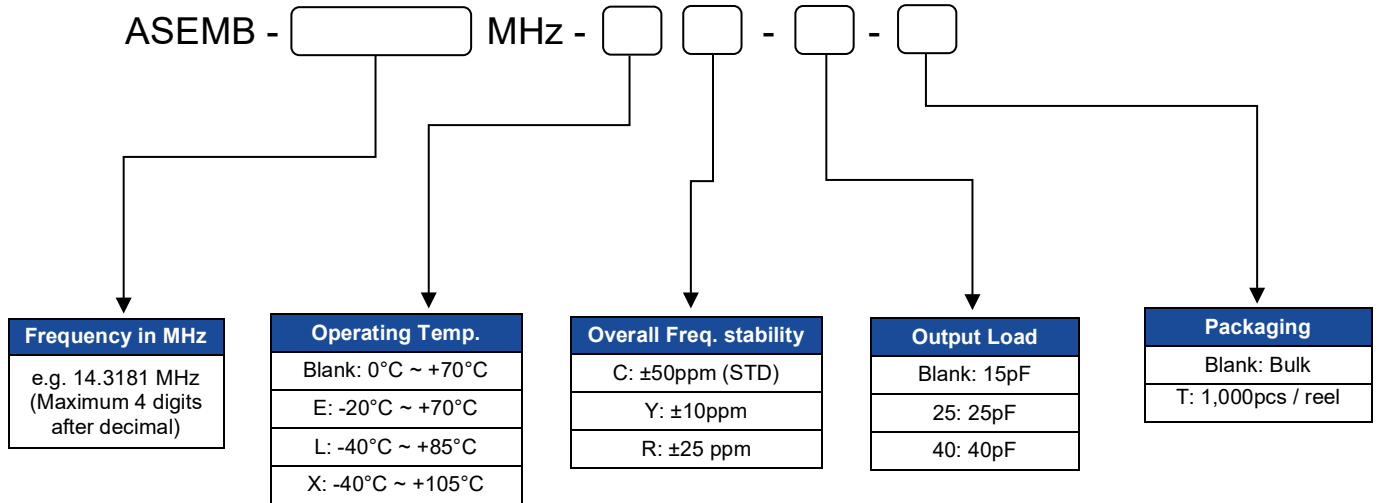 ASEMB - MHz - - -
Frequency in MHz
e.g. 14.3181 MHz
(Maximum 4 digits
after decimal)
Operating Temp.
Blank: 0°C ~ +70°C
E: -20°C ~ +70°C
L: -40°C ~ +85°C
X: -40°C ~ +105°C
Overall Freq. stability
C: ±50ppm (STD)
Y: ±10ppm
R: ±25 ppm
Output Load
Blank: 15pF
25: 25pF
40: 40pF
Packaging
Blank: Bulk
T: 1,000pcs / reel